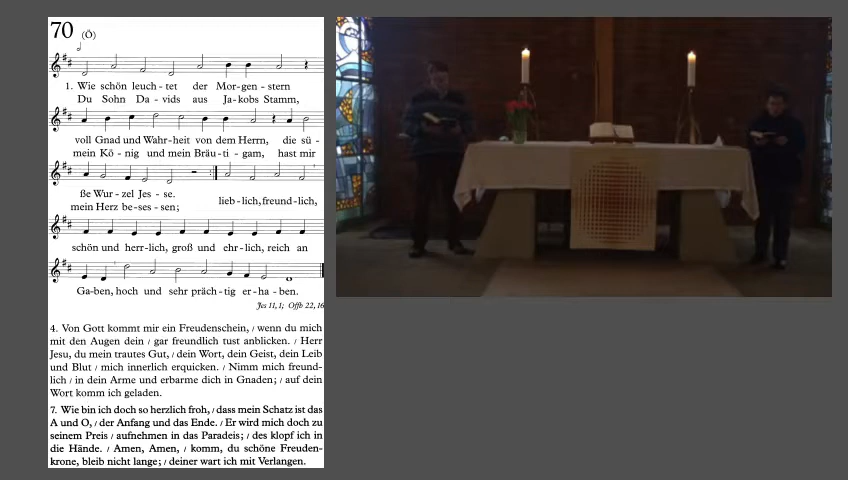 70 (Ö)
1. Wie schön leuch - tet der Mor - gen - stern
Du Sohn Da - vids aus Ja - kobs Stamm,
voll Gnad und Wahr - heit von dem Herrn, die sü -
mein Kö - nig und mein Bräu - ti - gam, hast mir
ße Wur - zel Jes - se.
mein Herz be - ses - sen;
lieb - lich, freund - lich,
schön und herr - lich, groß und ehr - lich, reich an
Ga - ben, hoch und sehr präch - tig er - ha - ben.
Jes 11,1; Offb 22,16
4. Von Gott kommt mir ein Freudenschein, / wenn du mich
mit den Augen dein / gar freundlich tust anblicken. / Herr
Jesu, du mein trautes Gut, / dein Wort, dein Geist, dein Leib
und Blut / mich innerlich erquicken. / Nimm mich freund-
lich / in dein Arme und erbarme dich in Gnaden; / auf dein
Wort komm ich geladen.
7. Wie bin ich doch so herzlich froh, / dass mein Schatz ist das
A und O, / der Anfang und das Ende. / Er wird mich doch zu
seinem Preis / aufnehmen in das Paradeis; / des klopf ich in
die Hände. / Amen, Amen, / komm, du schöne Freuden-
krone, bleib nicht lange; / deiner wart ich mit Verlangen.